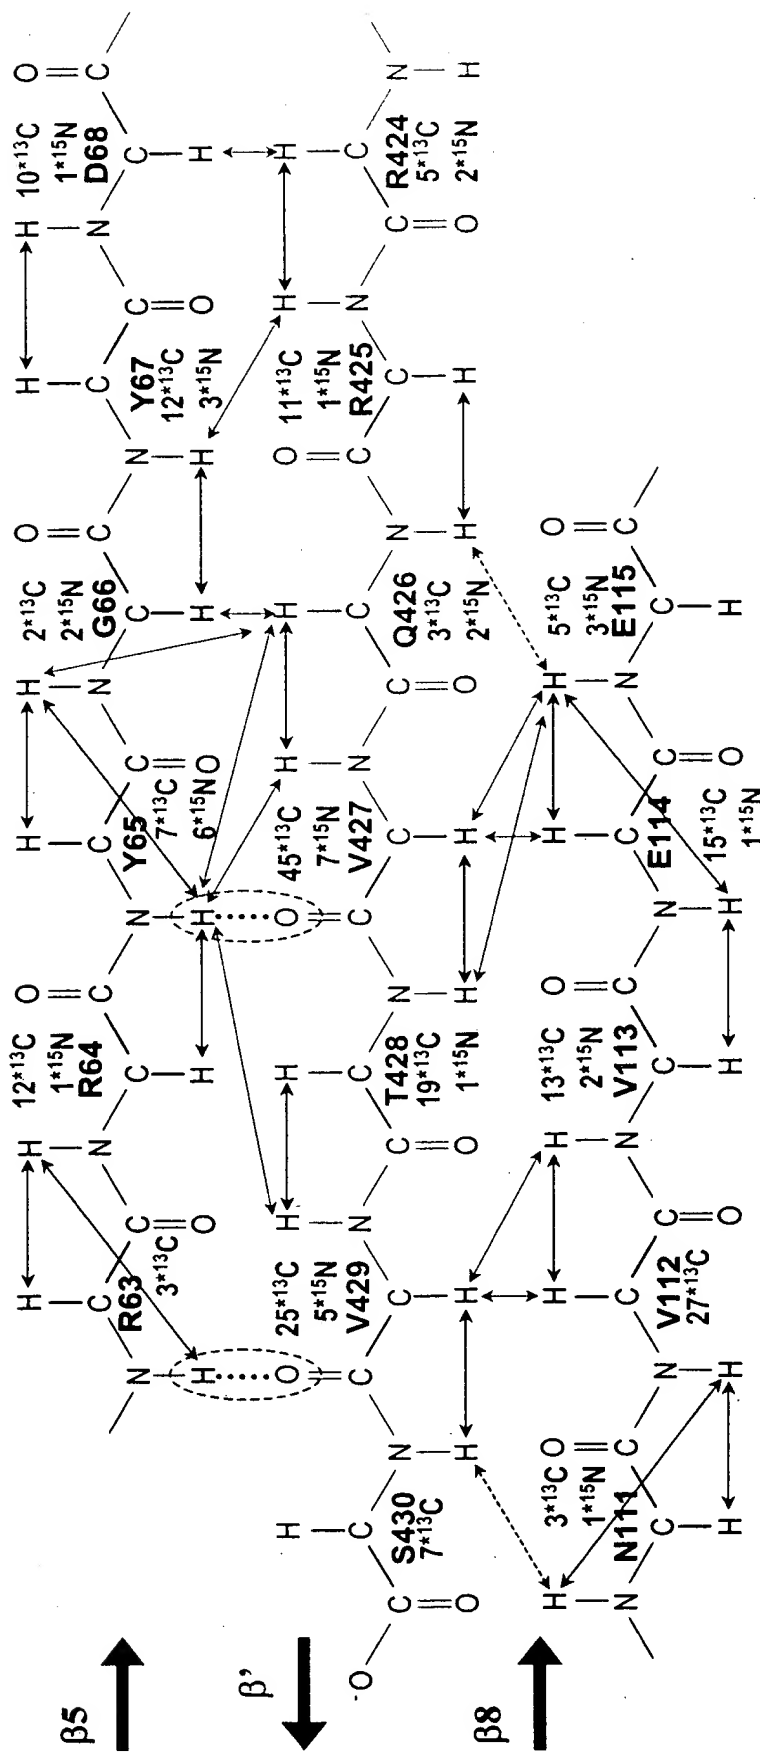 H H 12*¹³C O H H 2*¹³C O H H 10*¹³C O
1*¹⁵N 2*¹⁵N 1*¹⁵N
C N R64 C C N G66 C C N D68 C
β5
N R63 C C N Y65 C C N Y67 C C
3*¹³C 7*¹³C 12*¹³C
H O H H 6*¹⁵N O H H 3*¹⁵N O H
β’
H O 25*¹³C H H O 45*¹³C H H O 11*¹³C H H
5*¹⁵N 7*¹⁵N 1*¹⁵N
-O C C V429 N C C V427 N C C R425 N C
C S430 N C C T428 N C C Q426 N C C R424 N
7*¹³C 19*¹³C 3*¹³C 5*¹³C
O H H O 1*¹⁵N H H O 2*¹⁵N H H O 2*¹⁵N H
β8
H 3*¹³C O H H 13*¹³C O H H 5*¹³C O
1*¹⁵N 2*¹⁵N 3*¹⁵N
N N111 C C N V113 C C N E115 C
C N V112 C C N E114 C C
27*¹³C
H H O H H 15*¹³C O H
1*¹⁵N